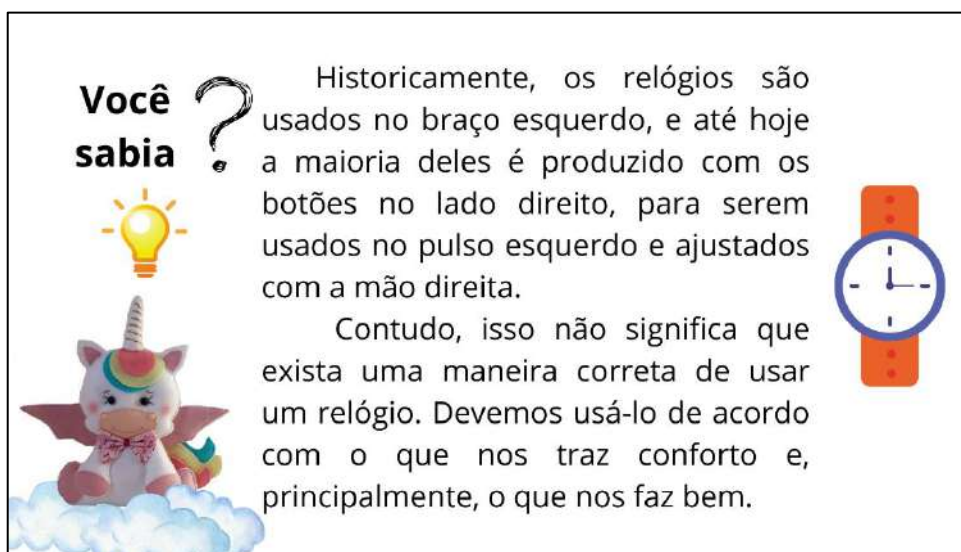 Você
sabia
?
Historicamente, os relógios são
usados no braço esquerdo, e até hoje
a maioria deles é produzido com os
botões no lado direito, para serem
usados no pulso esquerdo e ajustados
com a mão direita.
Contudo, isso não significa que
exista uma maneira correta de usar
um relógio. Devemos usá-lo de acordo
com o que nos traz conforto e,
principalmente, o que nos faz bem.